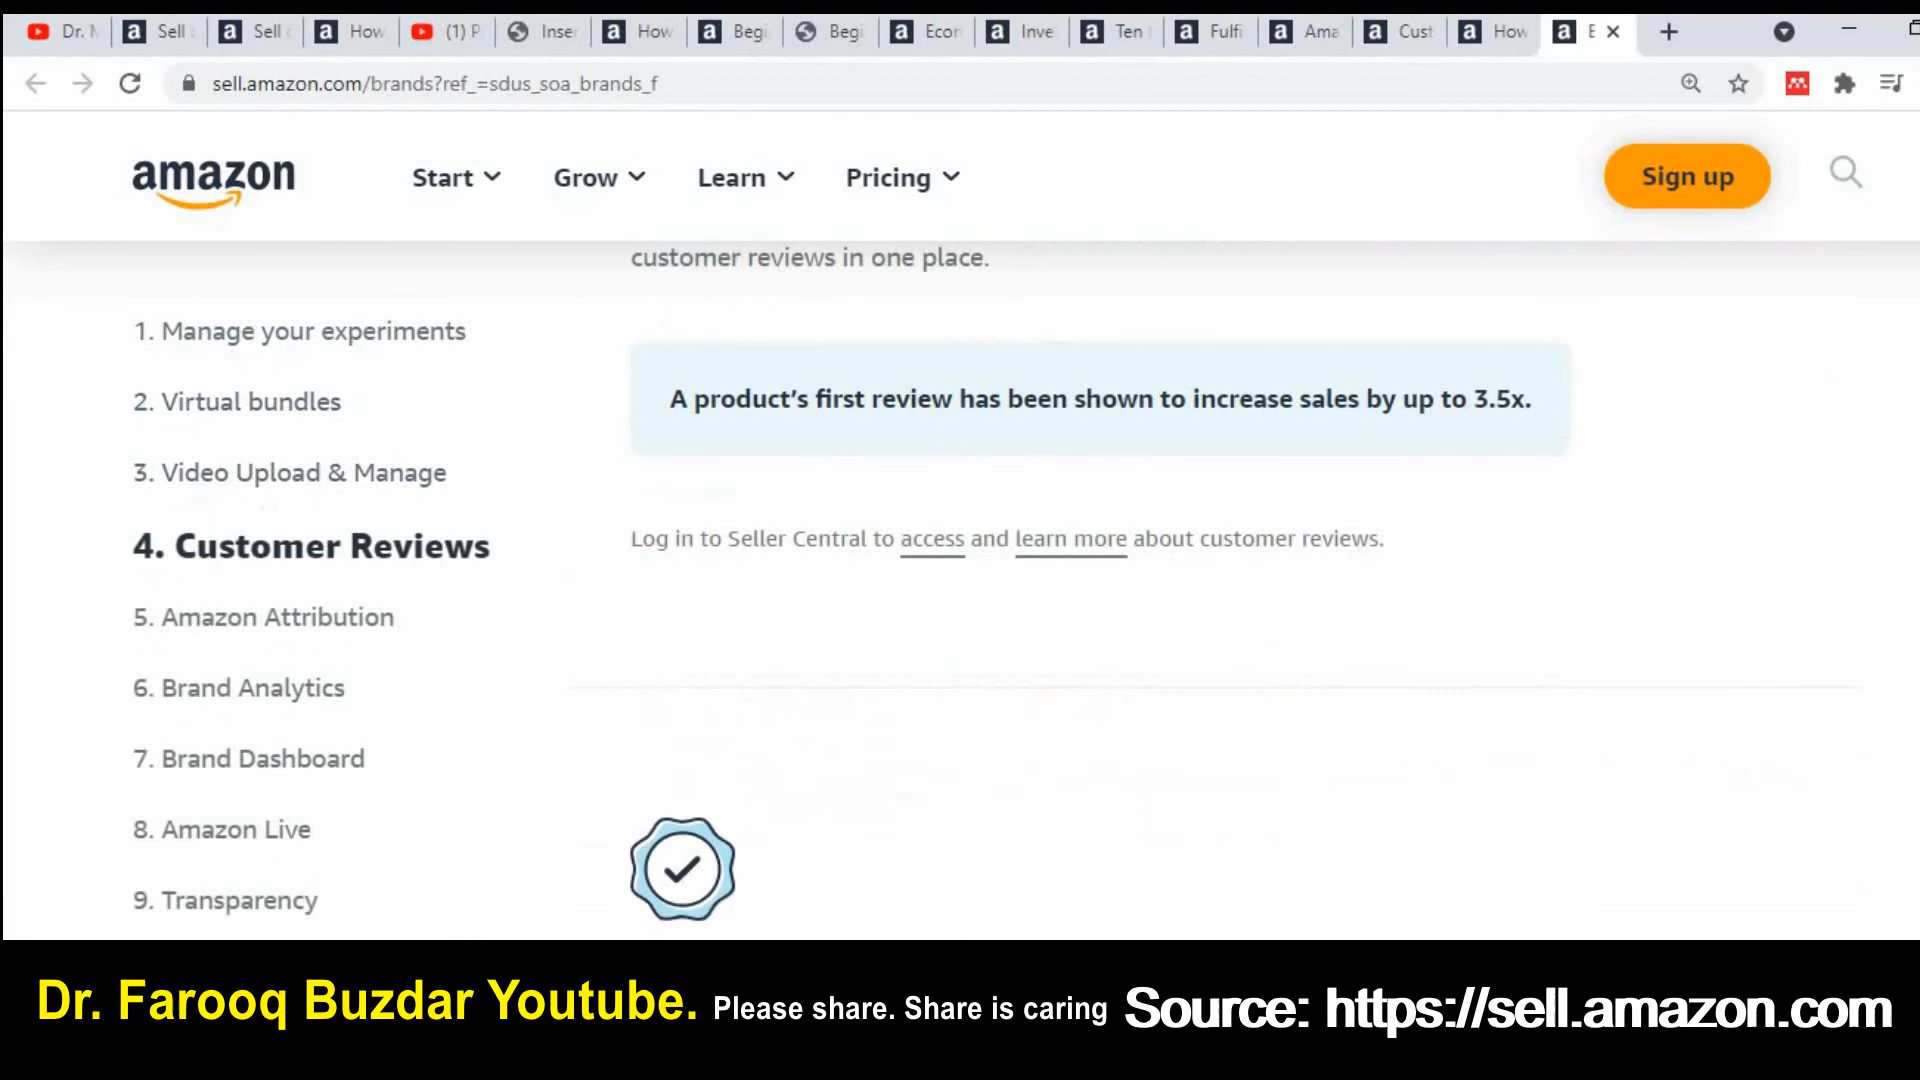 Dr. M
Sell
Sell
How
(1) P
Inse
How
Begi
Begi
Econ
Inve
Ten
Fulfi
Ama
Cust
How
sell.amazon.com/brands?ref_=sdus_soa_brands_f
amazon
Start
Grow
Learn
Pricing
Sign up
customer reviews in one place.
1. Manage your experiments
2. Virtual bundles
3. Video Upload & Manage
4. Customer Reviews
5. Amazon Attribution
6. Brand Analytics
7. Brand Dashboard
8. Amazon Live
9. Transparency
A product’s first review has been shown to increase sales by up to 3.5x.
Log in to Seller Central to access and learn more about customer reviews.
Dr. Farooq Buzdar Youtube. Please share. Share is caring Source: https://sell.amazon.com